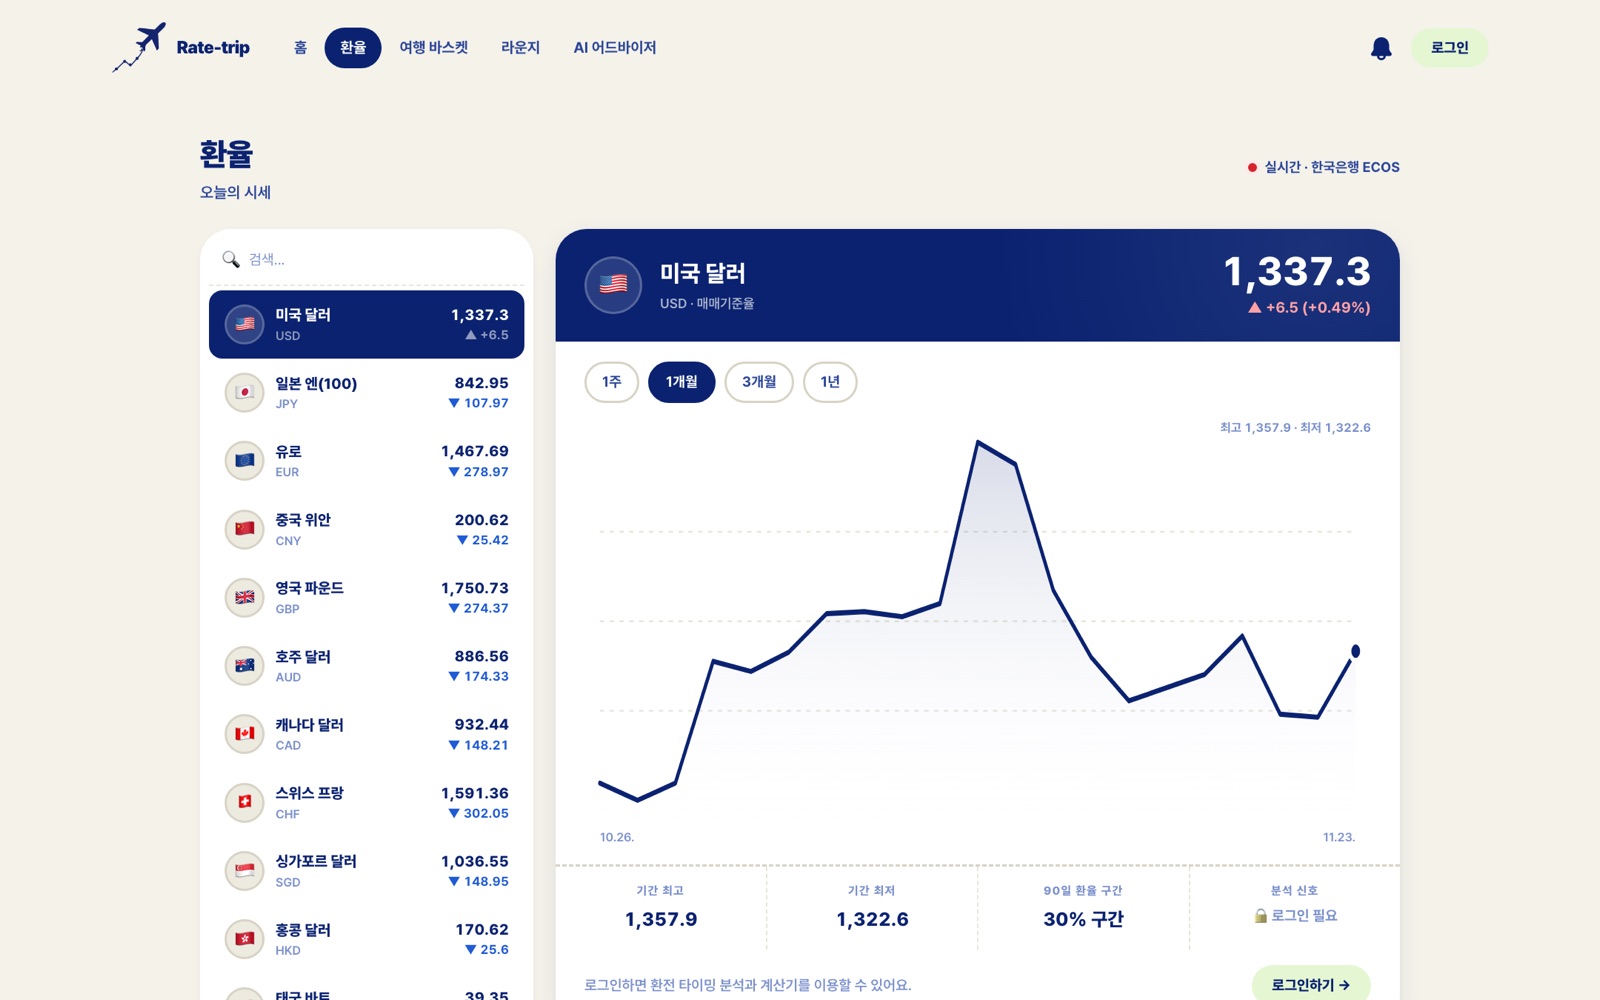 Rate-trip
홈
환율
여행 바스켓
라운지
AI 어드바이저
로그인
환율
오늘의 시세
실시간 · 한국은행 ECOS
검색...
미국 달러 1,337.3
USD ▲ +6.5
일본 엔(100) 842.95
JPY ▼ 107.97
유로 1,467.69
EUR ▼ 278.97
중국 위안 200.62
CNY ▼ 25.42
영국 파운드 1,750.73
GBP ▼ 274.37
호주 달러 886.56
AUD ▼ 174.33
캐나다 달러 932.44
CAD ▼ 148.21
스위스 프랑 1,591.36
CHF ▼ 302.05
싱가포르 달러 1,036.55
SGD ▼ 148.95
홍콩 달러 170.62
HKD ▼ 25.6
태국 바트 39.35
미국 달러
USD · 매매기준율
1,337.3
▲ +6.5 (+0.49%)
1주
1개월
3개월
1년
최고 1,357.9 · 최저 1,322.6
10.26.
11.23.
기간 최고
1,357.9
기간 최저
1,322.6
90일 환율 구간
30% 구간
분석 신호
로그인 필요
로그인하면 환전 타이밍 분석과 계산기를 이용할 수 있어요.
로그인하기 →